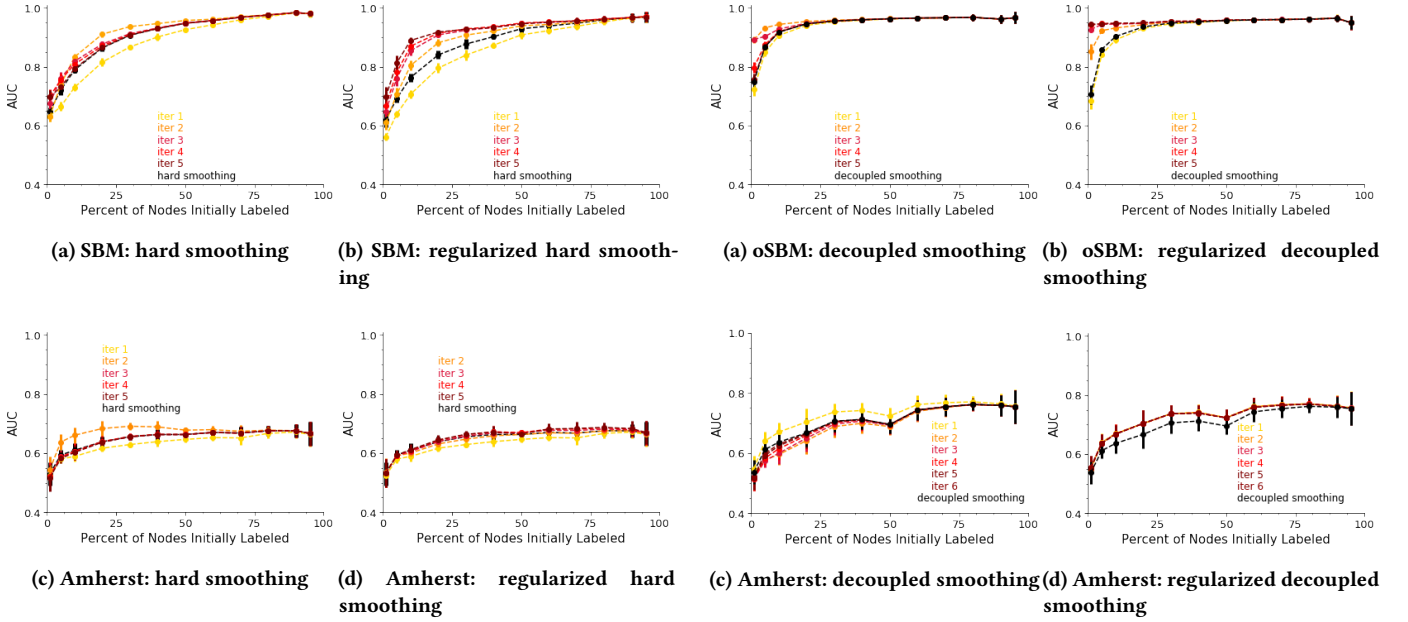 1.0
0.8
0.6
0.4
AUC
iter 1
iter 2
iter 3
iter 4
iter 5
hard smoothing
0 25 50 75 100
Percent of Nodes Initially Labeled
(a) SBM: hard smoothing
1.0
0.8
0.6
0.4
AUC
iter 1
iter 2
iter 3
iter 4
iter 5
hard smoothing
0 25 50 75 100
Percent of Nodes Initially Labeled
(b) SBM: regularized hard smooth-
ing
1.0
0.8
0.6
0.4
AUC
iter 1
iter 2
iter 3
iter 4
iter 5
decoupled smoothing
0 25 50 75 100
Percent of Nodes Initially Labeled
(a) oSBM: decoupled smoothing
1.0
0.8
0.6
0.4
AUC
iter 1
iter 2
iter 3
iter 4
iter 5
decoupled smoothing
0 25 50 75 100
Percent of Nodes Initially Labeled
(b) oSBM: regularized decoupled
smoothing
1.0
0.8
0.6
0.4
AUC
iter 1
iter 2
iter 3
iter 4
iter 5
hard smoothing
0 25 50 75 100
Percent of Nodes Initially Labeled
(c) Amherst: hard smoothing
1.0
0.8
0.6
0.4
AUC
iter 2
iter 3
iter 4
iter 5
hard smoothing
0 25 50 75 100
Percent of Nodes Initially Labeled
(d) Amherst: regularized hard
smoothing
1.0
0.8
0.6
0.4
AUC
iter 1
iter 2
iter 3
iter 4
iter 5
iter 6
decoupled smoothing
0 25 50 75 100
Percent of Nodes Initially Labeled
(c) Amherst: decoupled smoothing
1.0
0.8
0.6
0.4
AUC
iter 1
iter 2
iter 3
iter 4
iter 5
iter 6
decoupled smoothing
0 25 50 75 100
Percent of Nodes Initially Labeled
(d) Amherst: regularized decoupled
smoothing